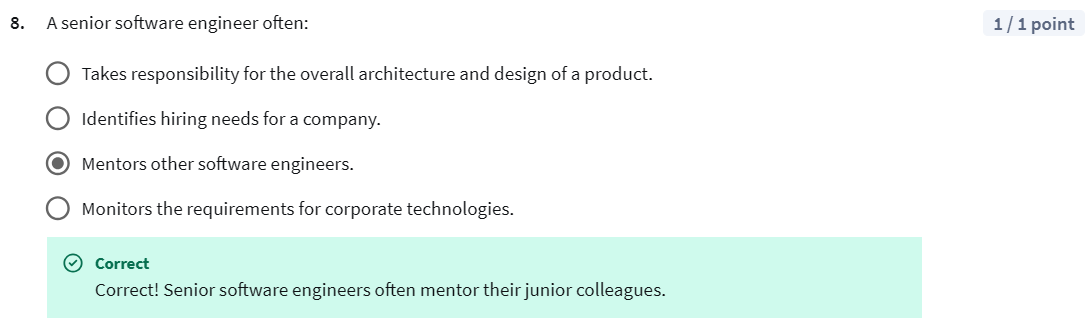 8. A senior software engineer often:
1 / 1 point
Takes responsibility for the overall architecture and design of a product.
Identifies hiring needs for a company.
Mentors other software engineers.
Monitors the requirements for corporate technologies.
Correct
Correct! Senior software engineers often mentor their junior colleagues.